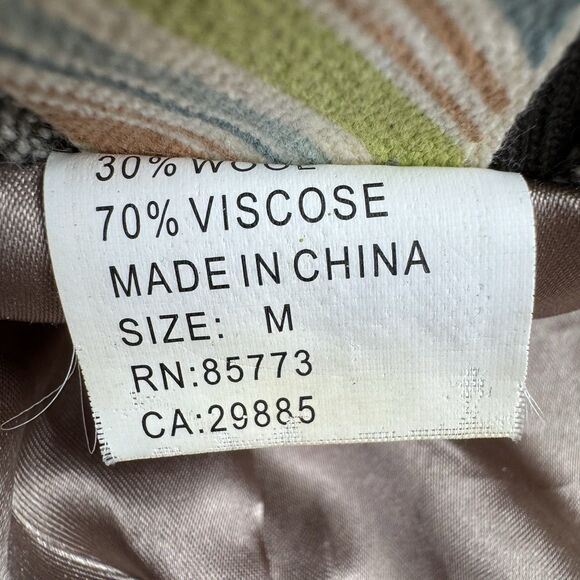 30% WOOL
70% VISCOSE
MADE IN CHINA
SIZE: M
RN:85773
CA:29885